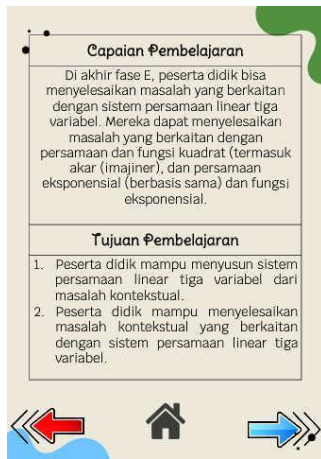 Capaian Pembelajaran
Di akhir fase E, peserta didik bisa
menyelesaikan masalah yang berkaitan
dengan sistem persamaan linear tiga
variabel. Mereka dapat menyelesaikan
masalah yang berkaitan dengan
persamaan dan fungsi kuadrat (termasuk
akar (imajiner), dan persamaan
eksponensial (berbasis sama) dan fungsi
eksponensial.
Tujuan Pembelajaran
1. Peserta didik mampu menyusun sistem
persamaan linear tiga variabel dari
masalah kontekstual.
2. Peserta didik mampu menyelesaikan
masalah kontekstual yang berkaitan
dengan sistem persamaan linear tiga
variabel.